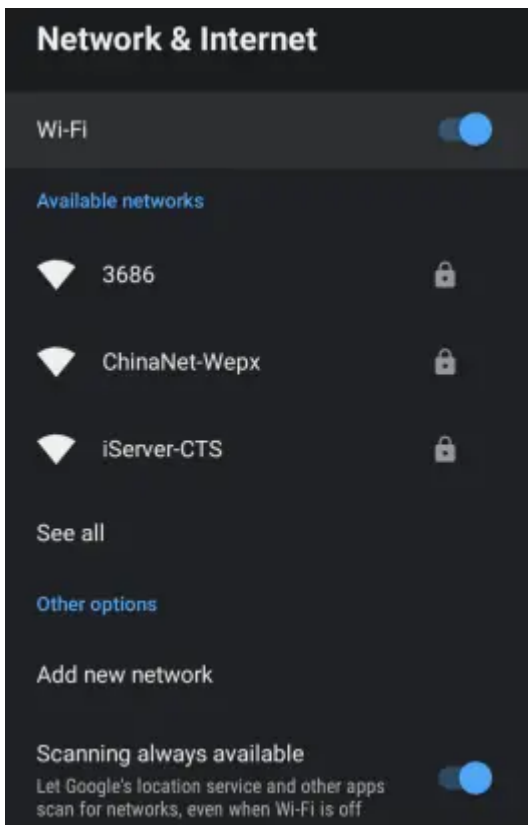 Network & Internet
Wi-Fi
Available networks
3686
ChinaNet-Wepx
iServer-CTS
See all
Other options
Add new network
Scanning always available
Let Google's location service and other apps
scan for networks, even when Wi-Fi is off